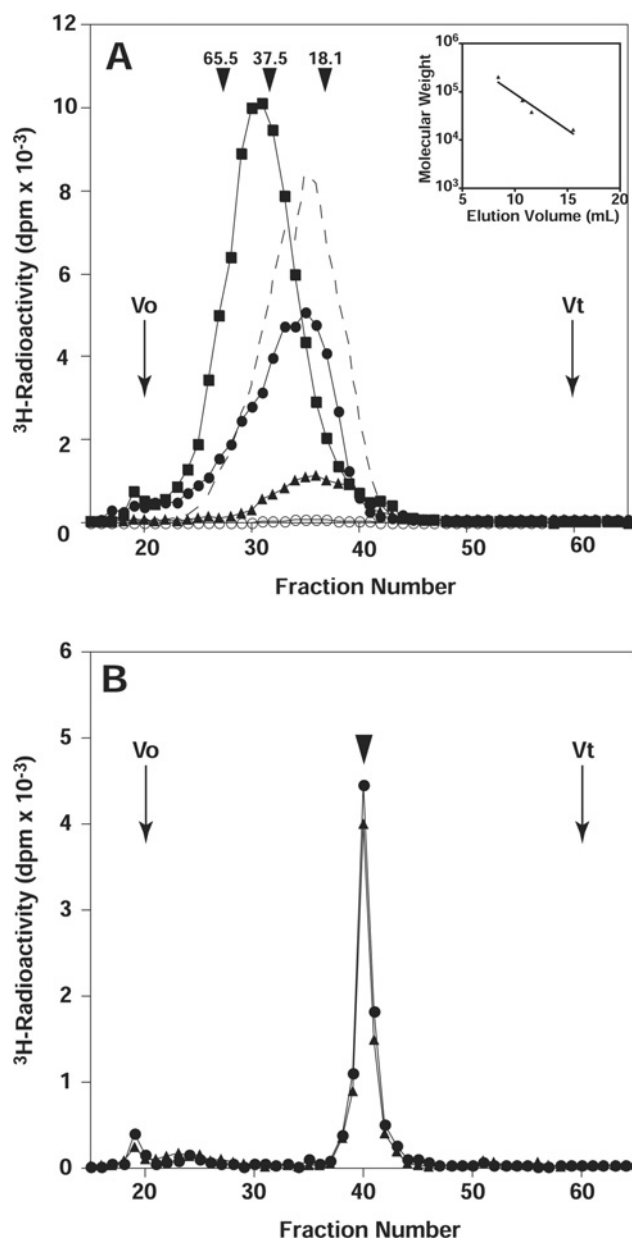 A
12
10
8
6
4
2
0
³H-Radioactivity (dpm x 10⁻³)
65.5 37.5 18.1
Vo
Vt
20 30 40 50 60
Fraction Number
Molecular Weight
10⁶
10⁵
10⁴
10³
5 10 15 20
Elution Volume (mL)
B
6
5
4
3
2
1
0
³H-Radioactivity (dpm x 10⁻³)
Vo
Vt
20 30 40 50 60
Fraction Number